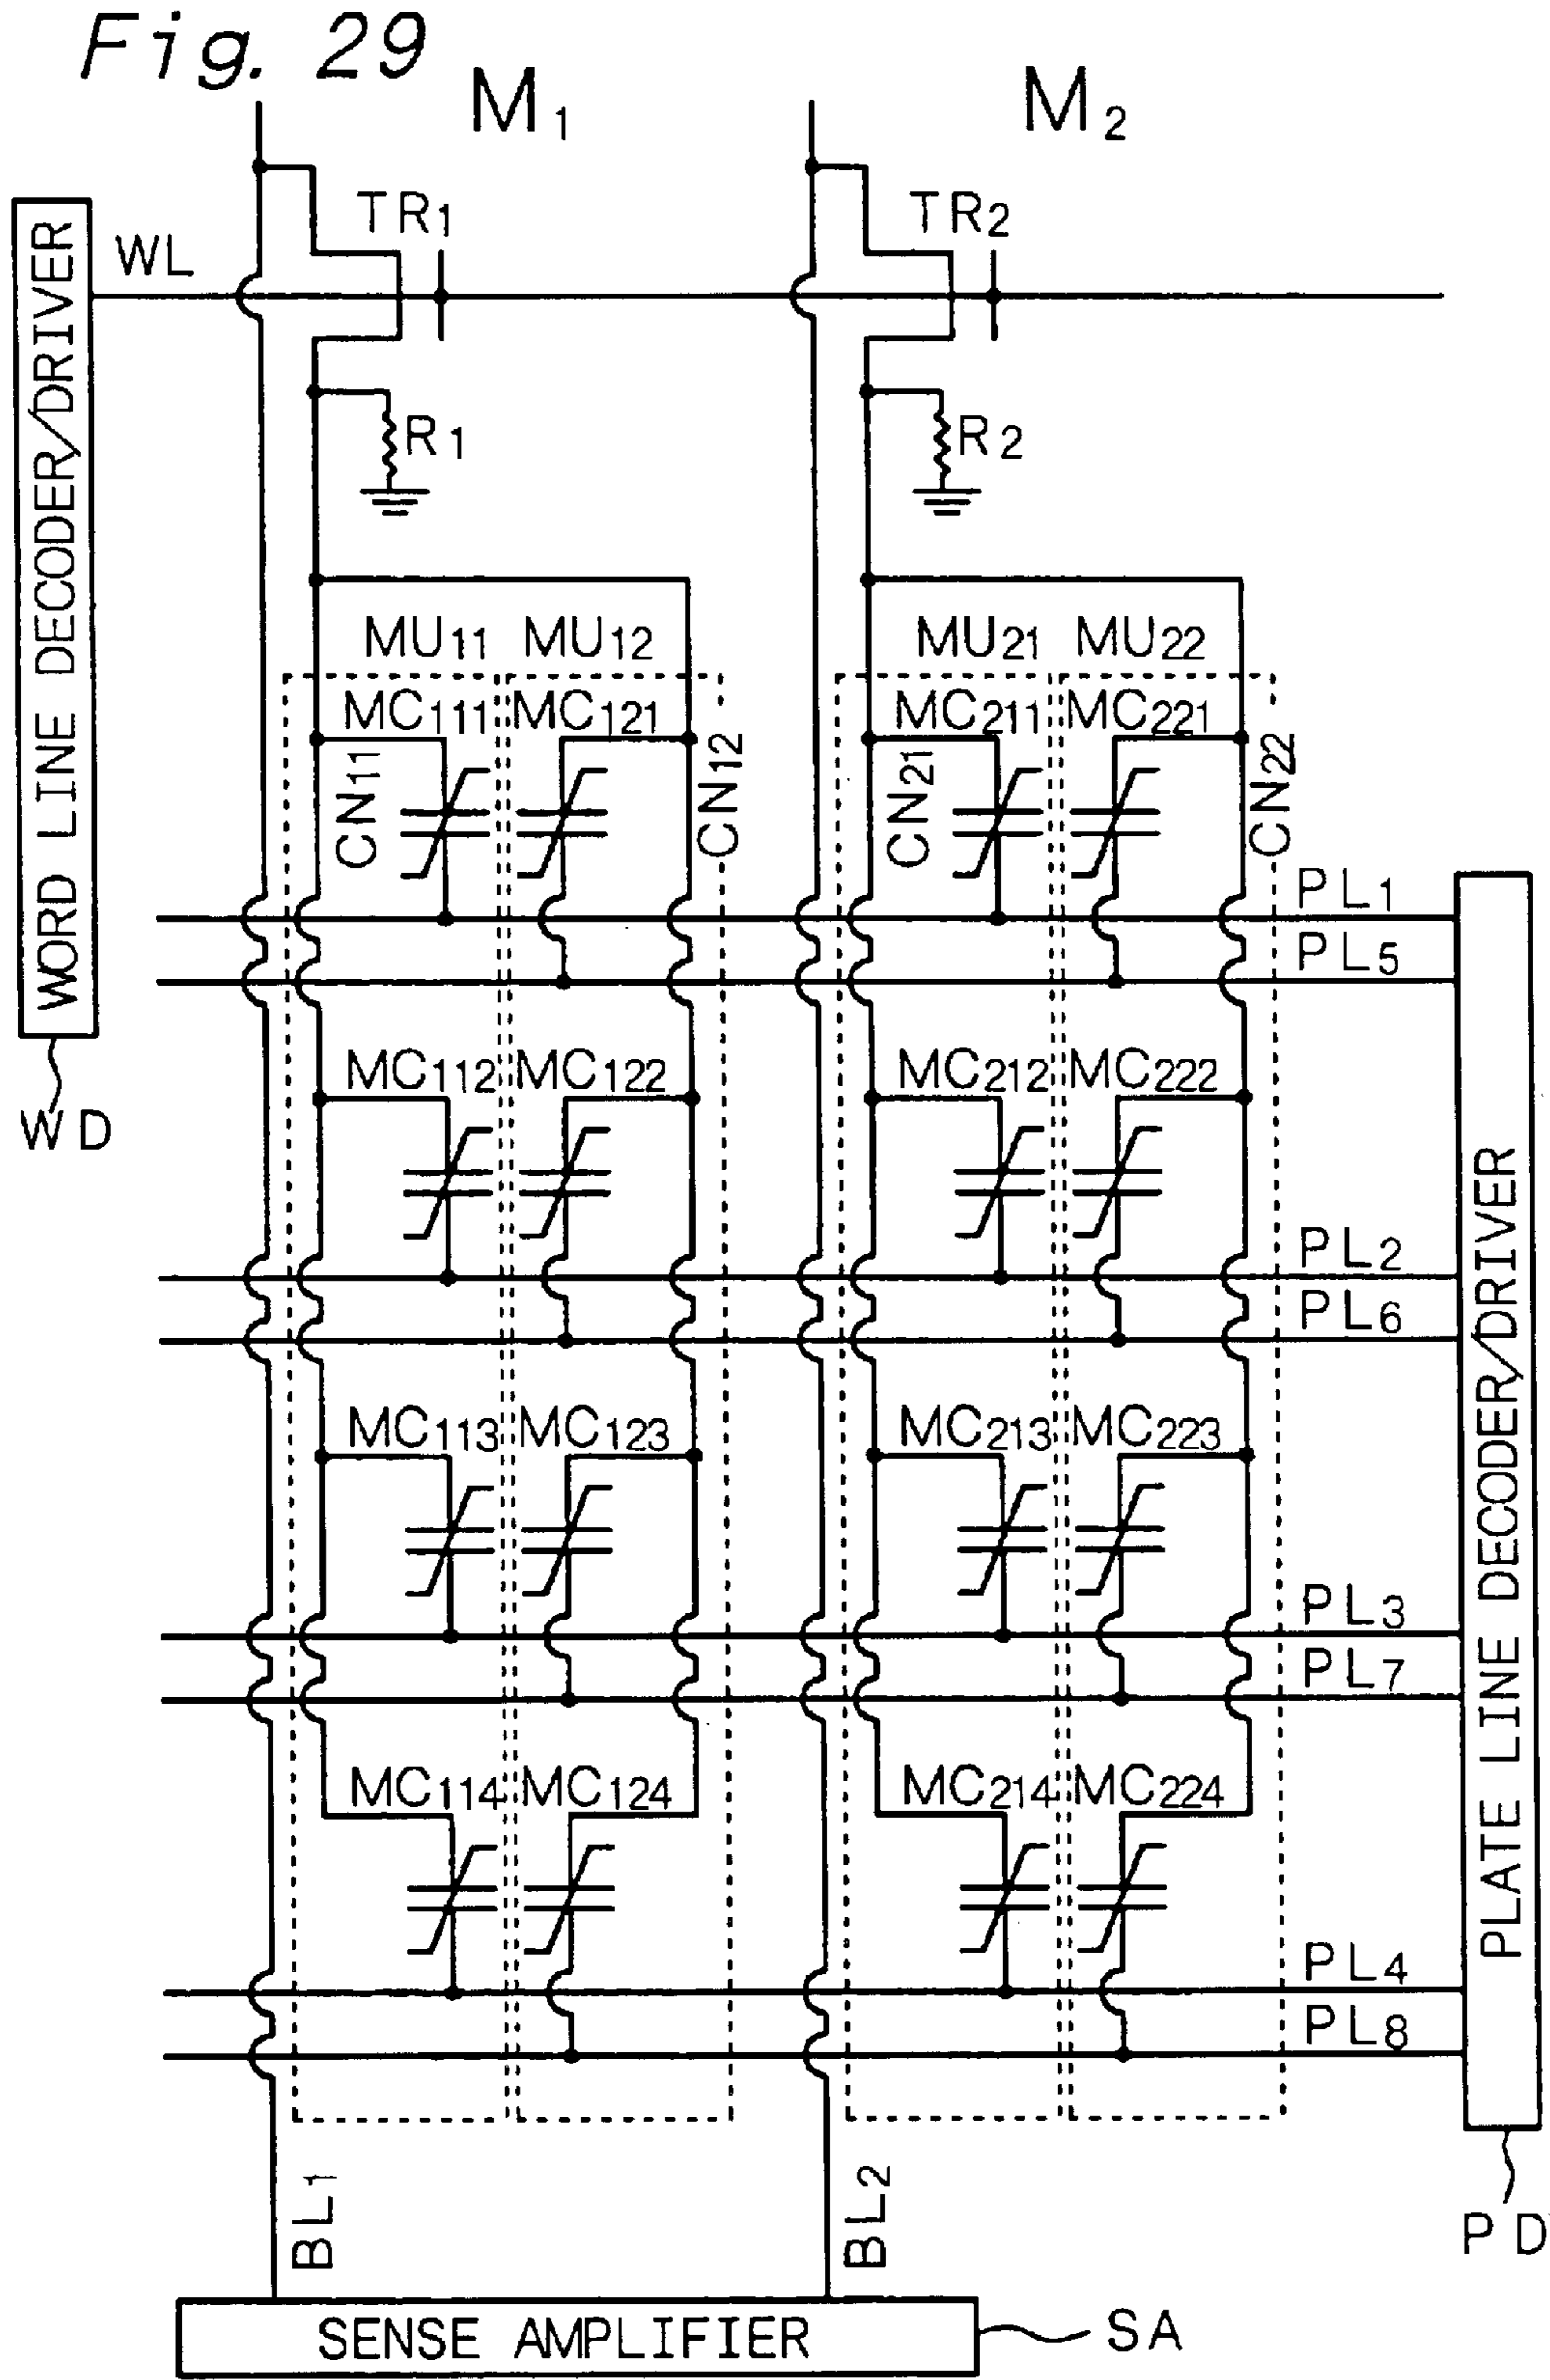 Fig. 29
M1
M2
TR1
TR2
WL
WORD LINE DECODER/DRIVER
R1
R2
MU11
MU12
MU21
MU22
MC111
MC121
MC211
MC221
CN11
CN12
CN21
CN22
PL1
PL5
MC112
MC122
MC212
MC222
WD
PL2
PL6
MC113
MC123
MC213
MC223
PLATE LINE DECODER/DRIVER
PL3
PL7
MC114
MC124
MC214
MC224
PL4
PL8
BL1
BL2
PD
SENSE AMPLIFIER
SA